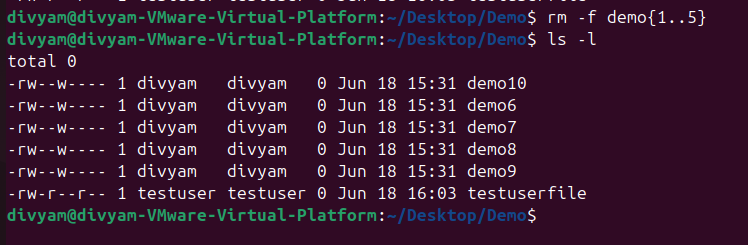 divyam@divyam-VMware-Virtual-Platform:~/Desktop/Demo$ rm -f demo{1..5}
divyam@divyam-VMware-Virtual-Platform:~/Desktop/Demo$ ls -l
total 0
-rw--w---- 1 divyam   divyam   0 Jun 18 15:31 demo10
-rw--w---- 1 divyam   divyam   0 Jun 18 15:31 demo6
-rw--w---- 1 divyam   divyam   0 Jun 18 15:31 demo7
-rw--w---- 1 divyam   divyam   0 Jun 18 15:31 demo8
-rw--w---- 1 divyam   divyam   0 Jun 18 15:31 demo9
-rw-r--r-- 1 testuser testuser 0 Jun 18 16:03 testuserfile
divyam@divyam-VMware-Virtual-Platform:~/Desktop/Demo$